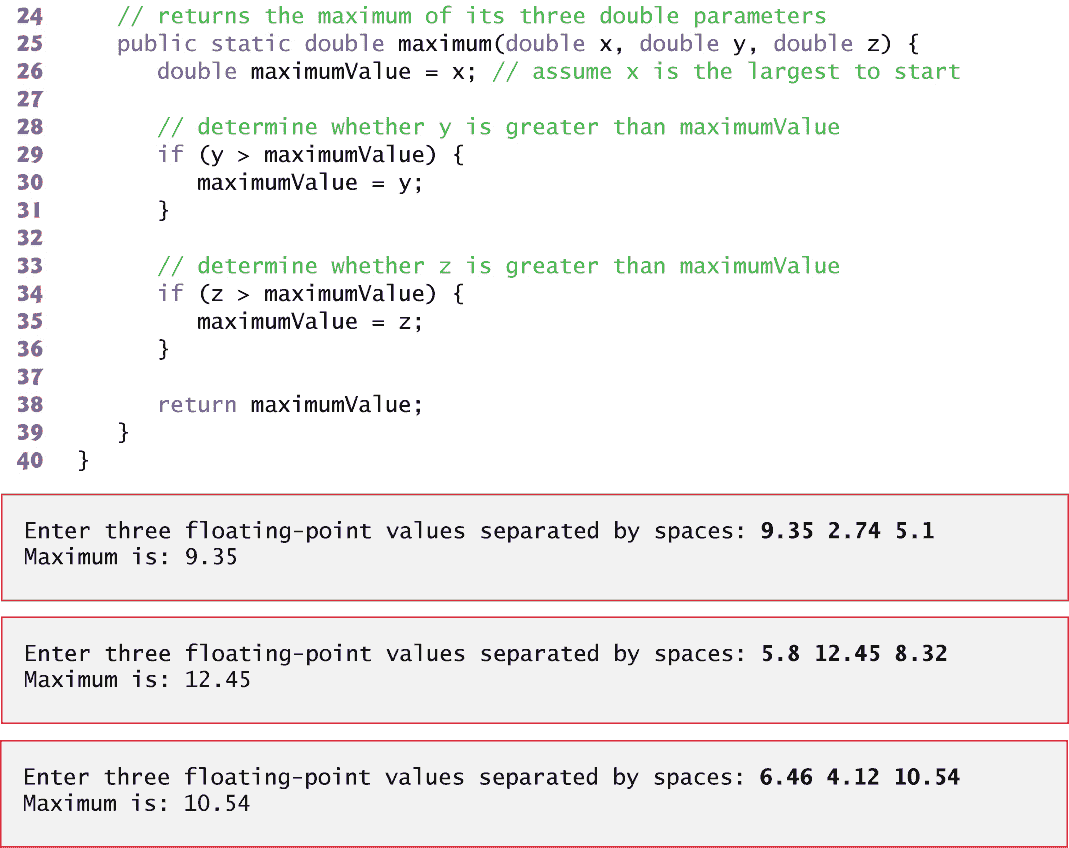 24 // returns the maximum of its three double parameters
25 public static double maximum(double x, double y, double z) {
26 double maximumValue = x; // assume x is the largest to start
27
28 // determine whether y is greater than maximumValue
29 if (y > maximumValue) {
30 maximumValue = y;
31 }
32
33 // determine whether z is greater than maximumValue
34 if (z > maximumValue) {
35 maximumValue = z;
36 }
37
38 return maximumValue;
39 }
40 }
Enter three floating-point values separated by spaces: 9.35 2.74 5.1
Maximum is: 9.35
Enter three floating-point values separated by spaces: 5.8 12.45 8.32
Maximum is: 12.45
Enter three floating-point values separated by spaces: 6.46 4.12 10.54
Maximum is: 10.54